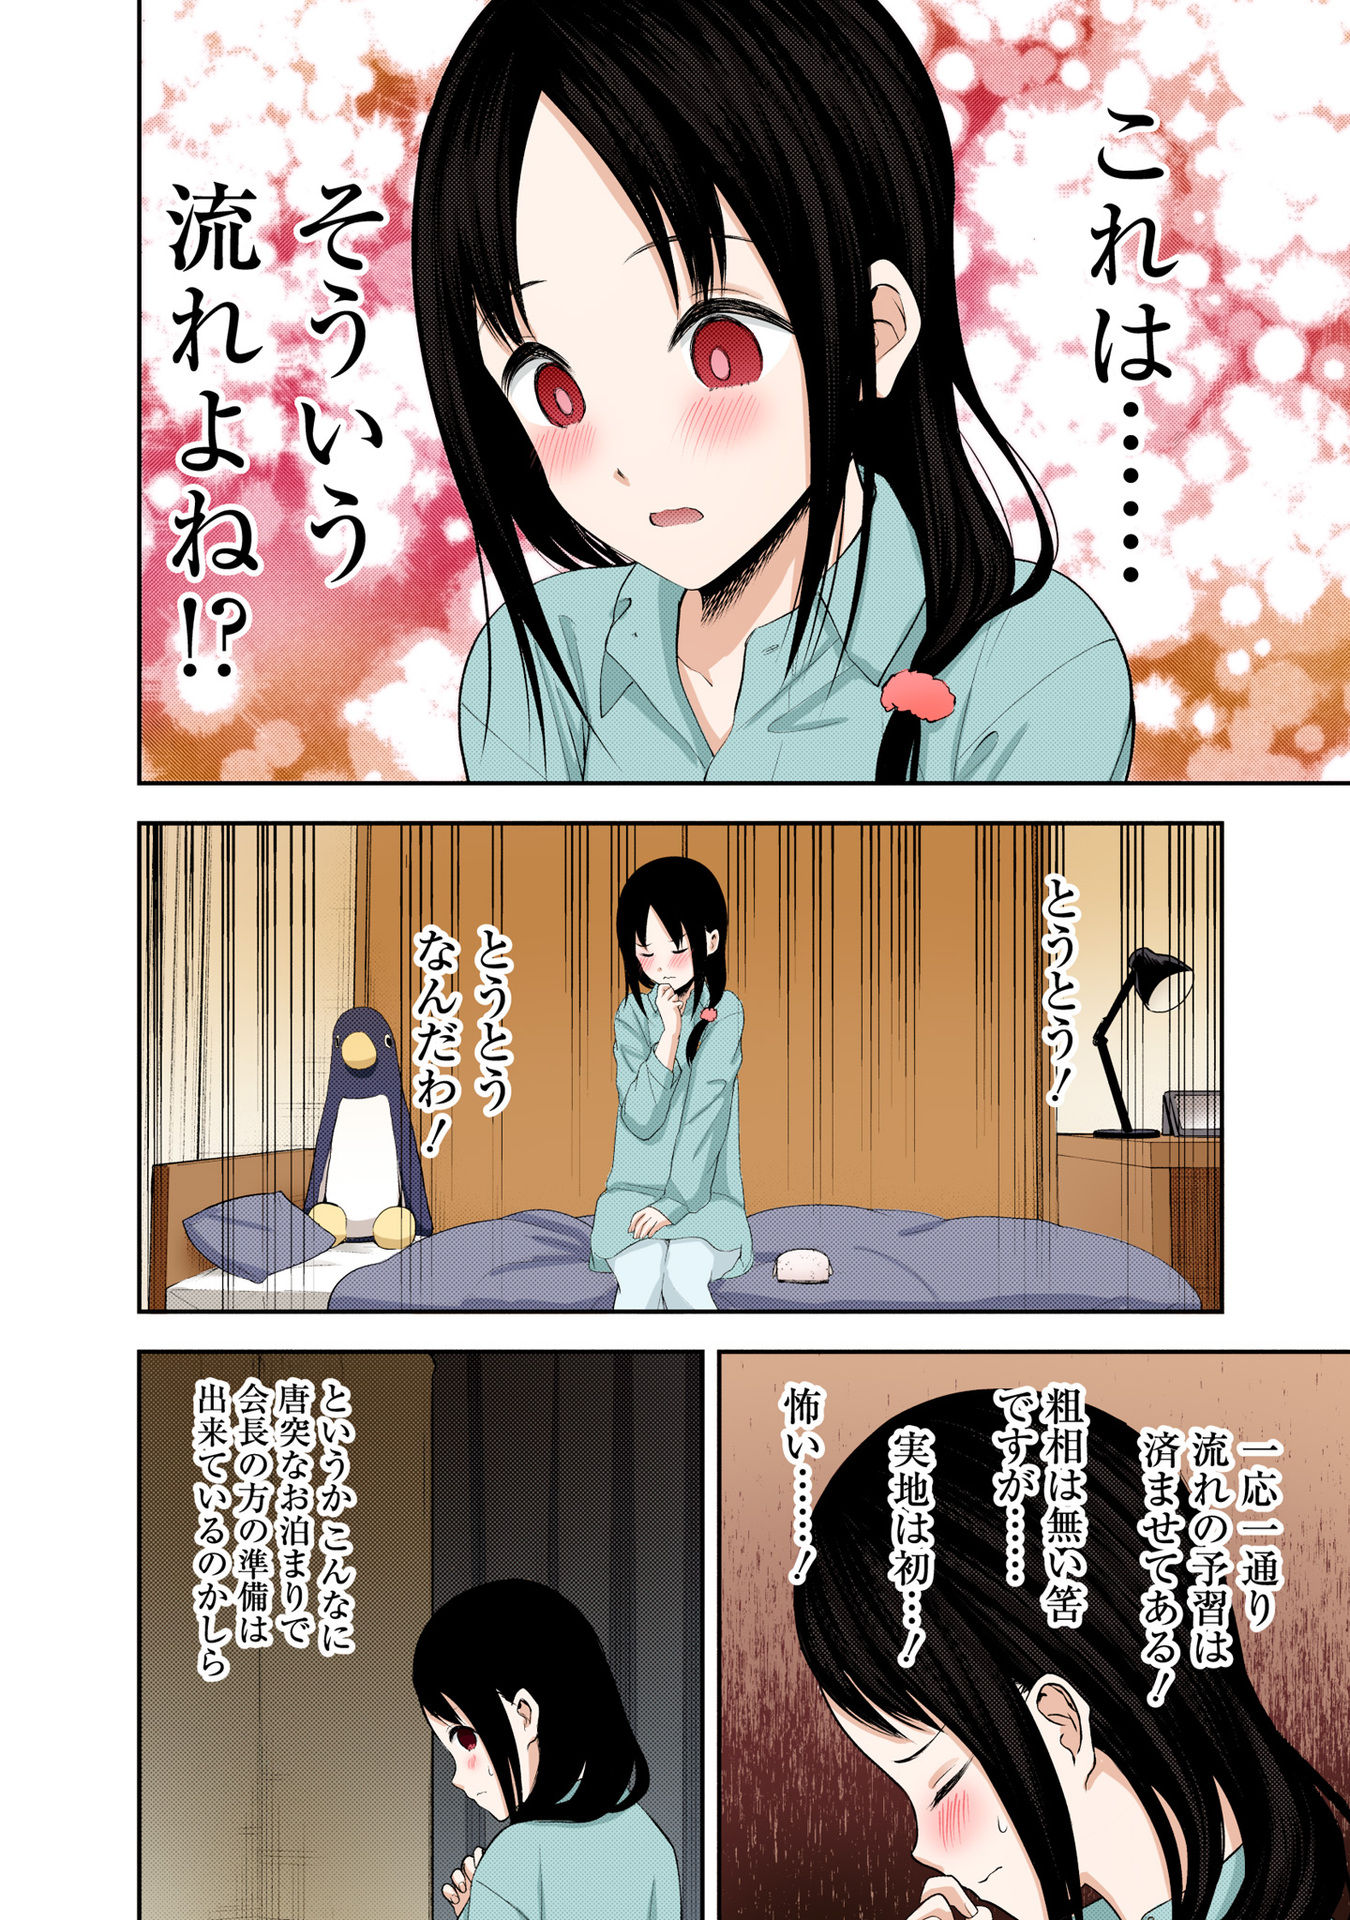 これは……
そういう
流れよね!?
とうとう!
とうとう
なんだわ!
一応一通り
流れの予習は
済ませてある!
粗相は無い筈
ですが……
実地は初…!
怖い……!
というかこんなに
唐突なお泊まりで
会長の方の準備は
出来ているのかしら